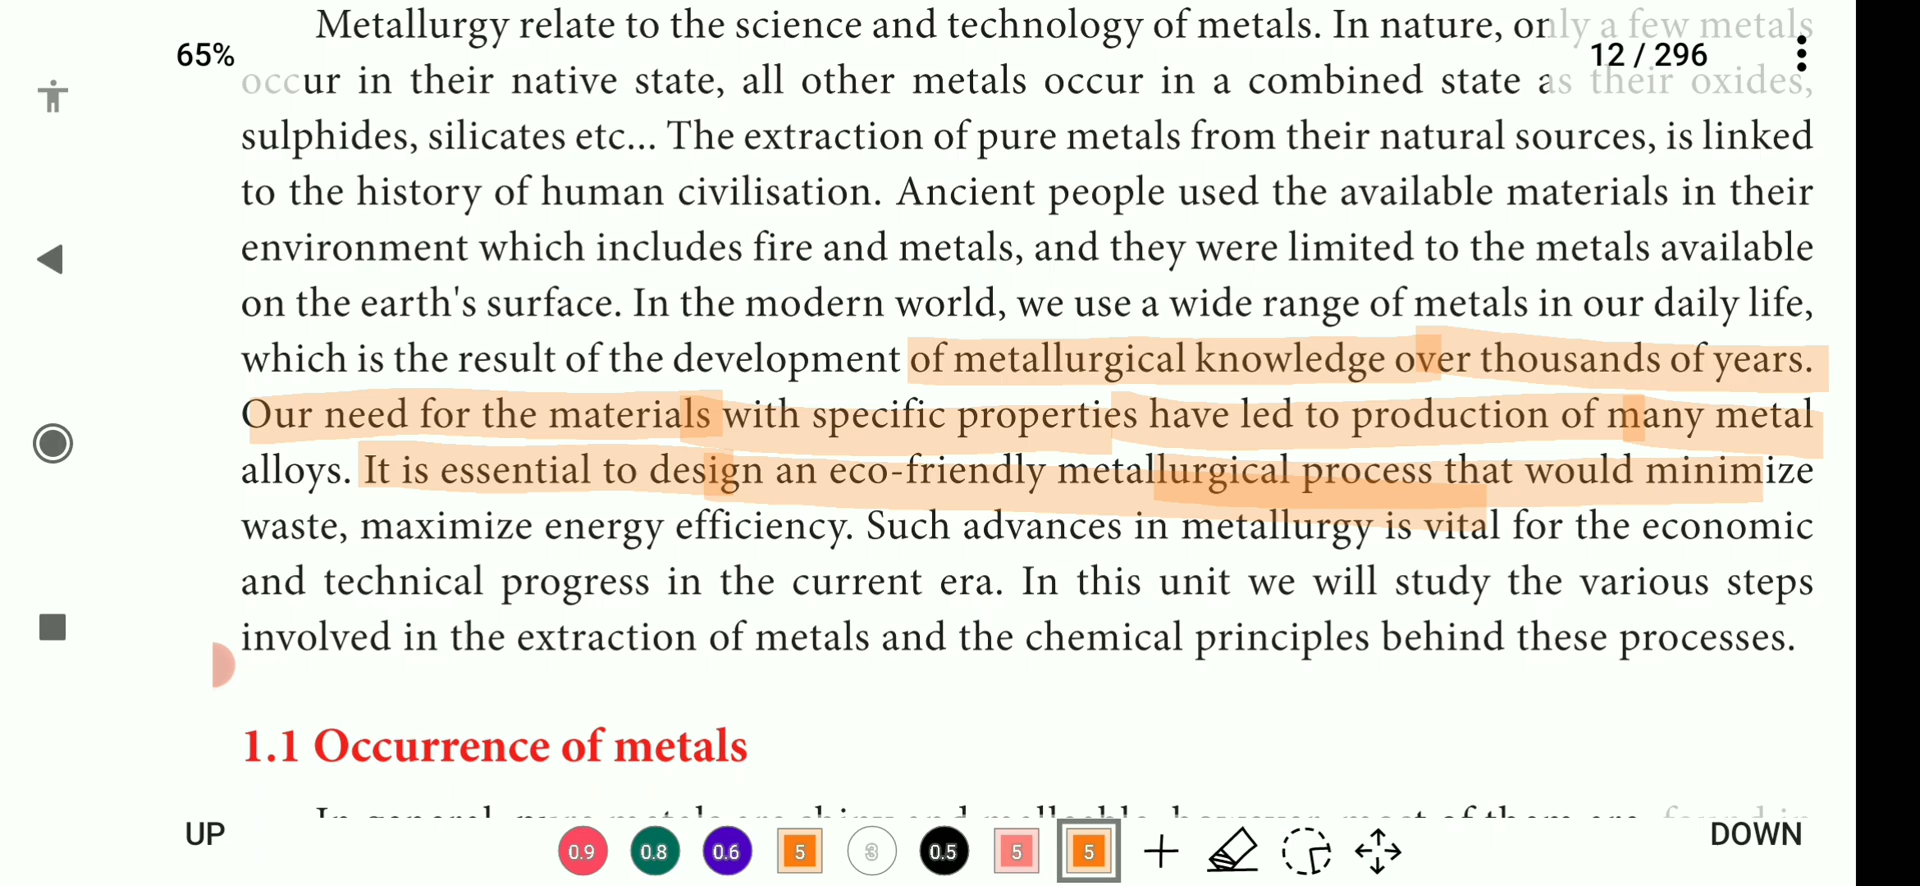 Metallurgy relate to the science and technology of metals. In nature, only a few metals
65%
12 / 296
occur in their native state, all other metals occur in a combined state as their oxides,
sulphides, silicates etc... The extraction of pure metals from their natural sources, is linked
to the history of human civilisation. Ancient people used the available materials in their
environment which includes fire and metals, and they were limited to the metals available
on the earth's surface. In the modern world, we use a wide range of metals in our daily life,
which is the result of the development of metallurgical knowledge over thousands of years.
Our need for the materials with specific properties have led to production of many metal
alloys. It is essential to design an eco-friendly metallurgical process that would minimize
waste, maximize energy efficiency. Such advances in metallurgy is vital for the economic
and technical progress in the current era. In this unit we will study the various steps
involved in the extraction of metals and the chemical principles behind these processes.
1.1 Occurrence of metals
UP
0.9 0.8 0.6 5 3 0.5 5 5
DOWN